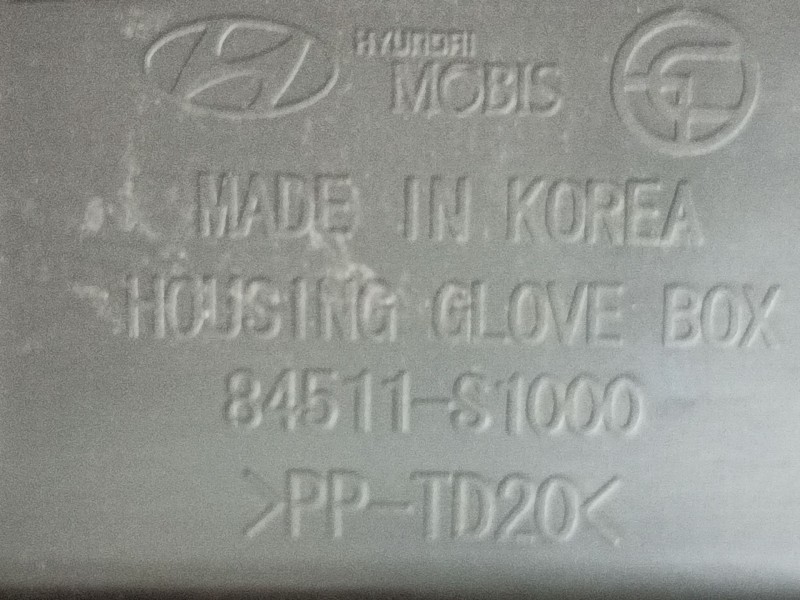 HYUNDAI
MOBIS
MADE IN KOREA
HOUSING GLOVE BOX
84511-S1000
>PP-TD20<